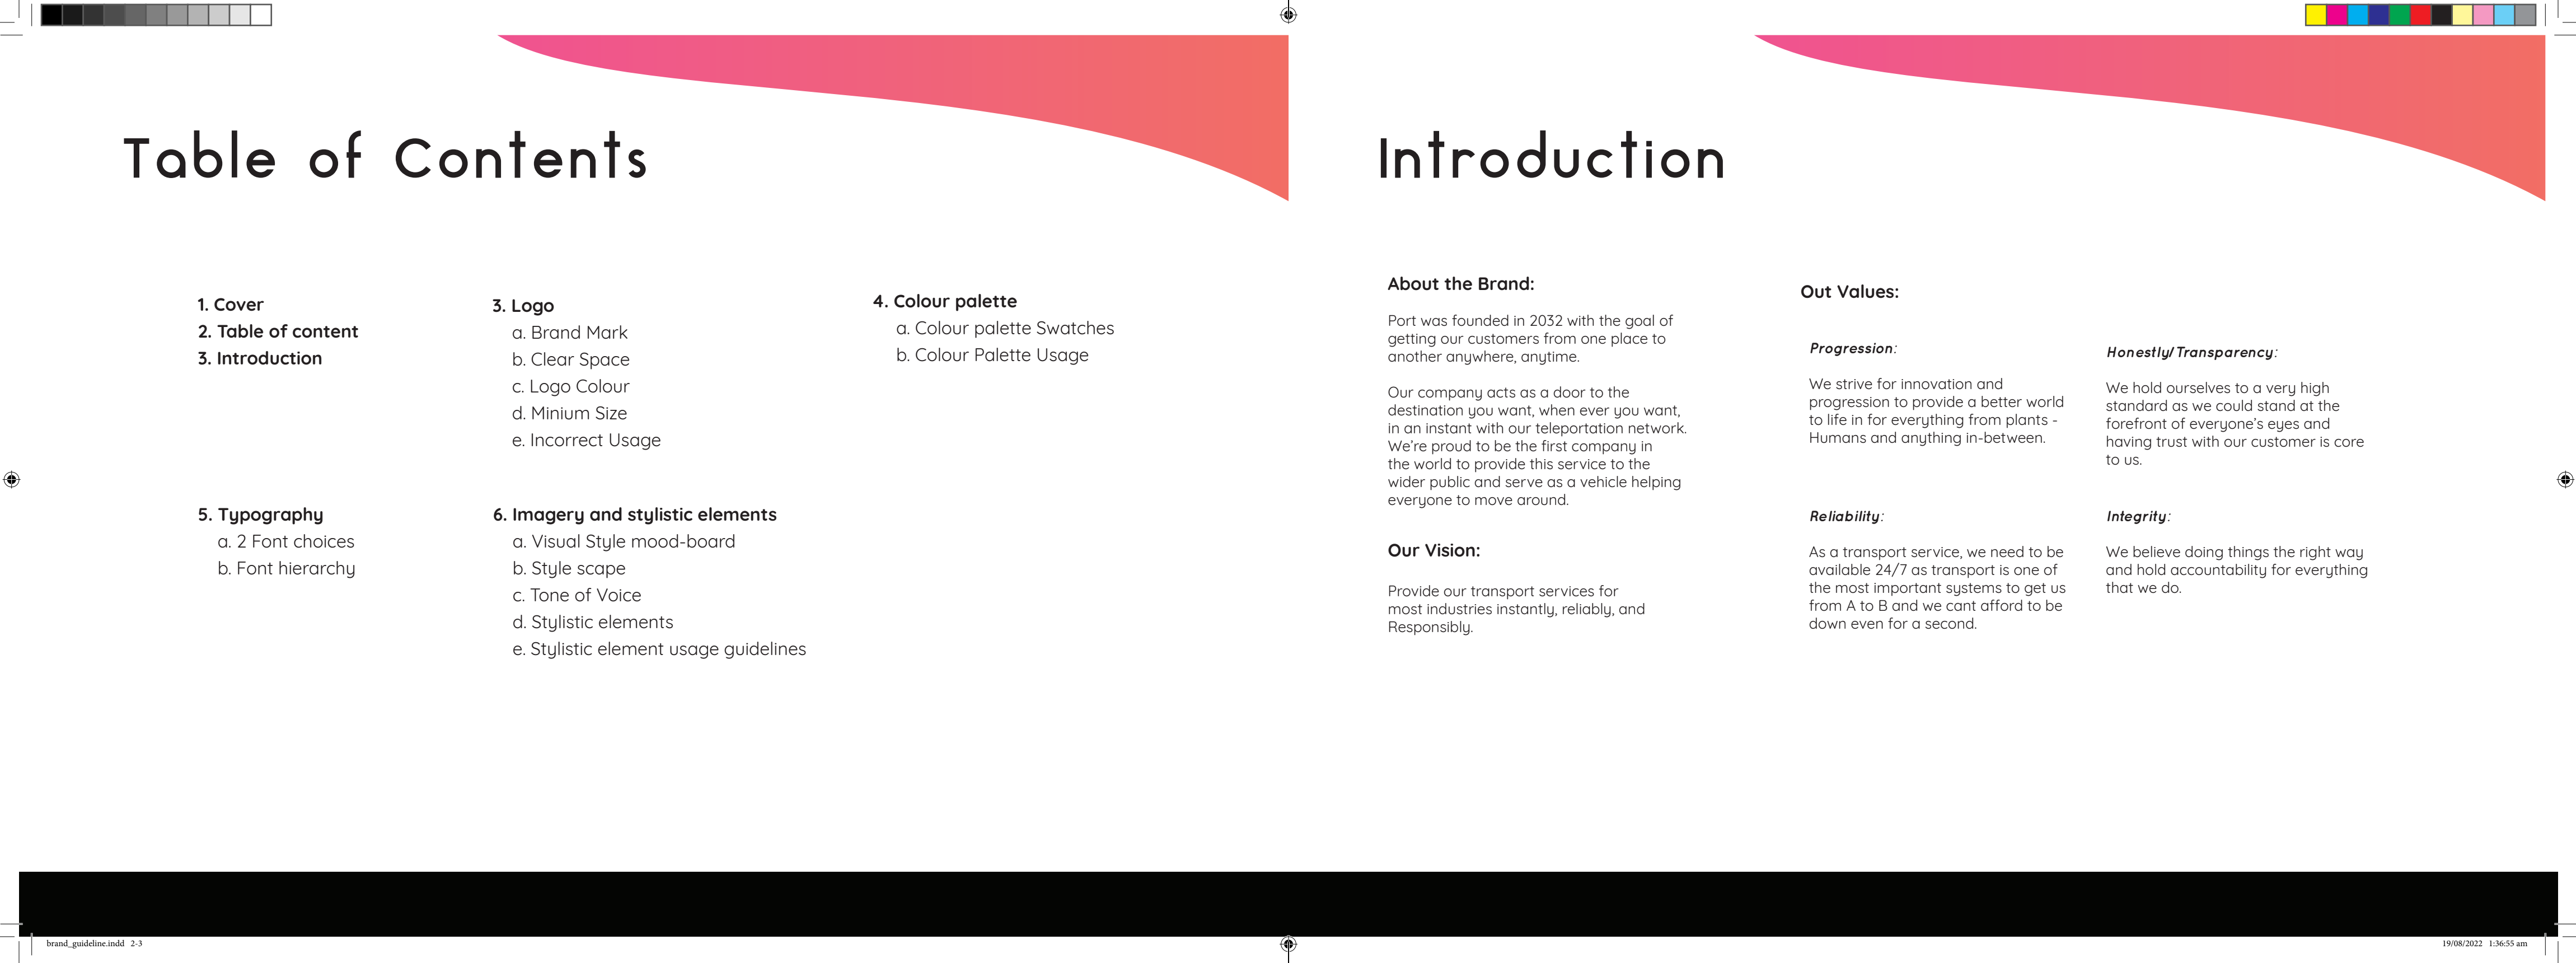 Table of Contents
1. Cover
2. Table of content
3. Introduction
3. Logo
a. Brand Mark
b. Clear Space
c. Logo Colour
d. Minium Size
e. Incorrect Usage
4. Colour palette
a. Colour palette Swatches
b. Colour Palette Usage
5. Typography
a. 2 Font choices
b. Font hierarchy
6. Imagery and stylistic elements
a. Visual Style mood-board
b. Style scape
c. Tone of Voice
d. Stylistic elements
e. Stylistic element usage guidelines
Introduction
About the Brand:
Port was founded in 2032 with the goal of
getting our customers from one place to
another anywhere, anytime.
Our company acts as a door to the
destination you want, when ever you want,
in an instant with our teleportation network.
We’re proud to be the first company in
the world to provide this service to the
wider public and serve as a vehicle helping
everyone to move around.
Our Vision:
Provide our transport services for
most industries instantly, reliably, and
Responsibly.
Out Values:
Progression:
We strive for innovation and
progression to provide a better world
to life in for everything from plants -
Humans and anything in-between.
Honestly/Transparency:
We hold ourselves to a very high
standard as we could stand at the
forefront of everyone’s eyes and
having trust with our customer is core
to us.
Reliability:
As a transport service, we need to be
available 24/7 as transport is one of
the most important systems to get us
from A to B and we cant afford to be
down even for a second.
Integrity:
We believe doing things the right way
and hold accountability for everything
that we do.
brand_guideline.indd 2-3
19/08/2022 1:36:55 am